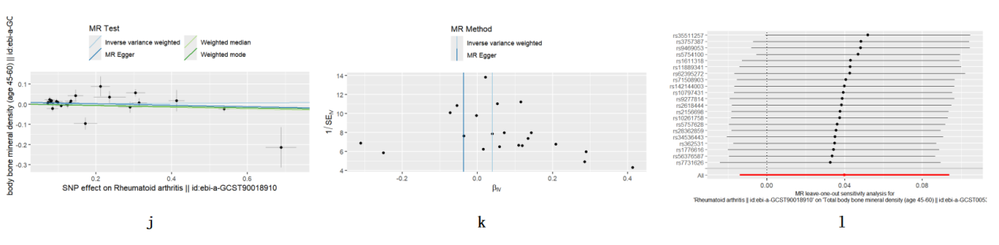 MR Test
Inverse variance weighted
Weighted median
MR Egger
Weighted mode
body bone mineral density (age 45-60) || id:ebi-a-GC
0.1
0.0
-0.1
-0.2
-0.3
0.2
0.4
0.6
SNP effect on Rheumatoid arthritis || id:ebi-a-GCST90018910
j
MR Method
Inverse variance weighted
MR Egger
1/SEIV
14
12
10
8
6
4
-0.2
0.0
0.2
0.4
βIV
k
rs35511257
rs3757387
rs9469053
rs5754100
rs1611318
rs11889341
rs62395272
rs71508903
rs142144003
rs10797431
rs9277814
rs2618444
rs2156698
rs10261758
rs5757628
rs28362859
rs34536443
rs362531
rs1776616
rs56376587
rs7731626
All
0.00
0.04
0.08
MR leave-one-out sensitivity analysis for
'Rheumatoid arthritis || id:ebi-a-GCST90018910' on 'Total body bone mineral density (age 45-60) || id:ebi-a-GCST005:
l